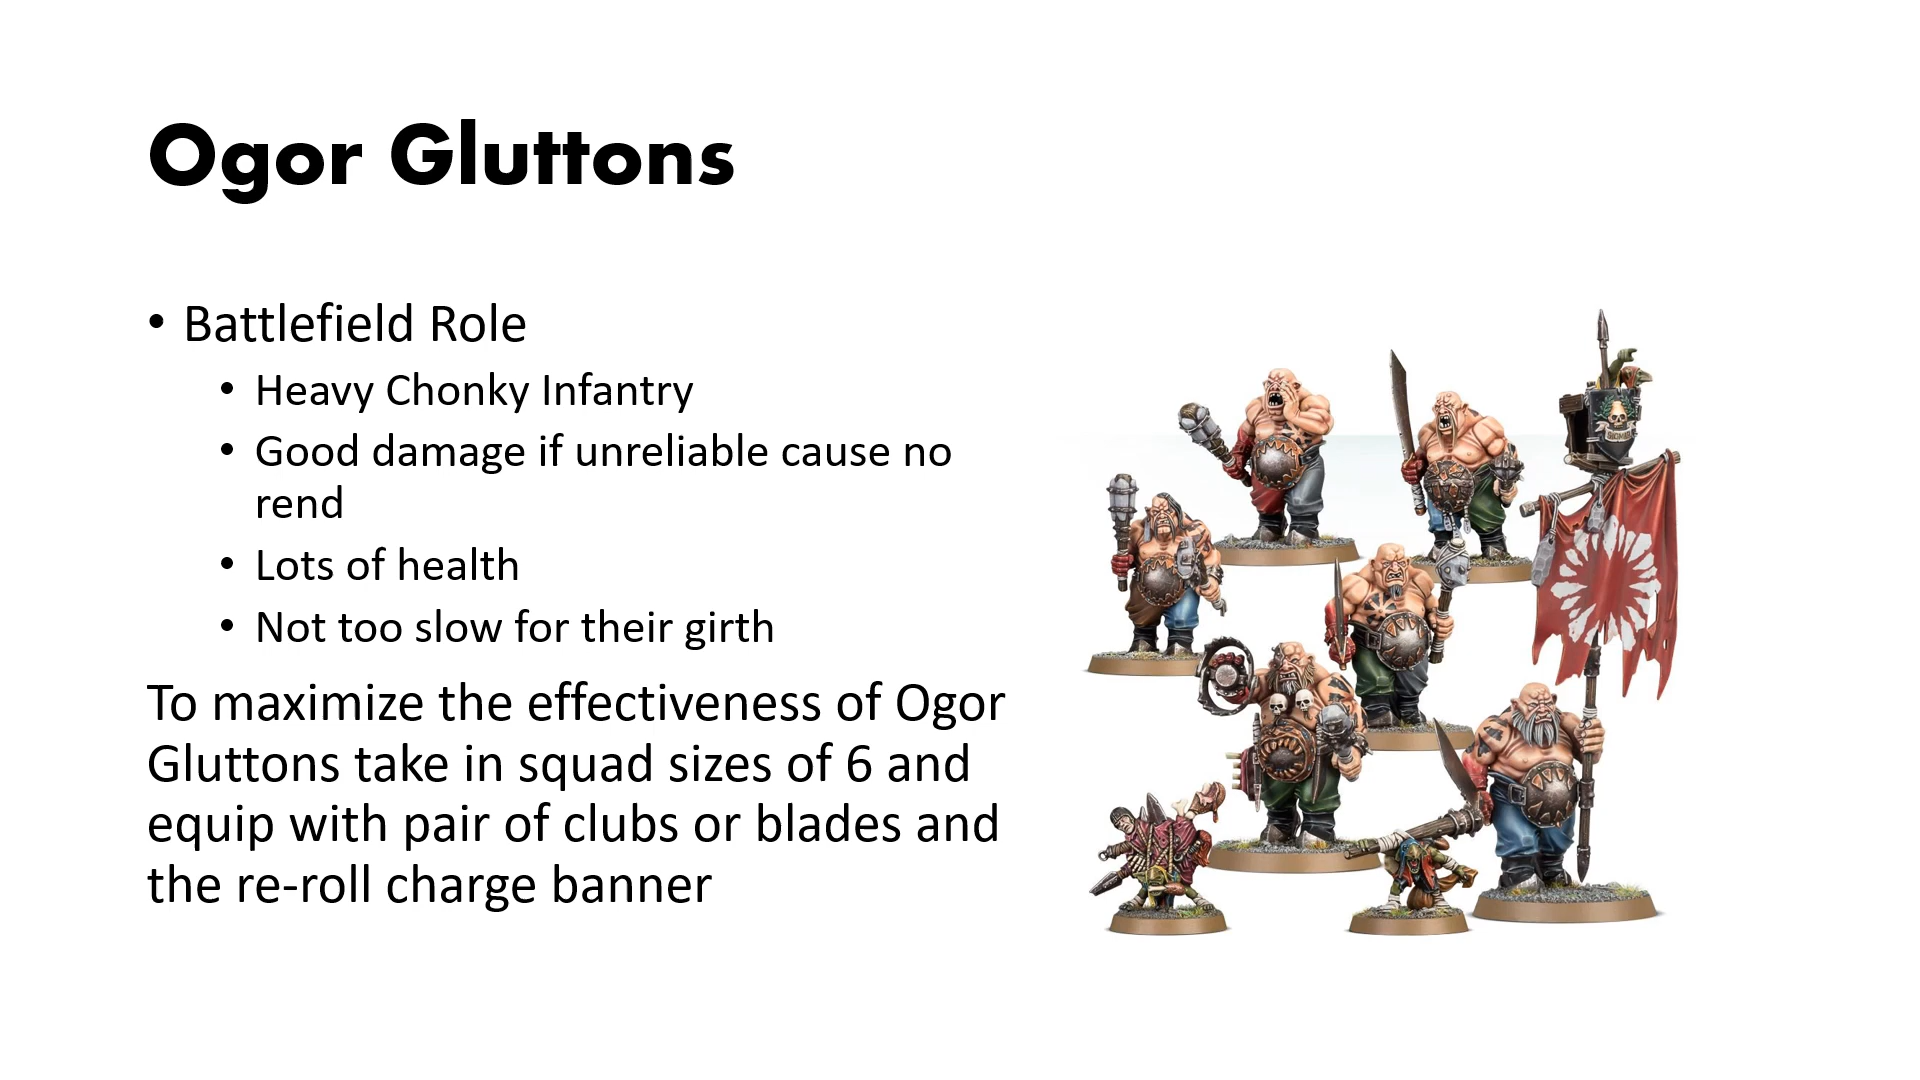 Ogor Gluttons
• Battlefield Role
• Heavy Chonky Infantry
• Good damage if unreliable cause no
rend
• Lots of health
• Not too slow for their girth
To maximize the effectiveness of Ogor
Gluttons take in squad sizes of 6 and
equip with pair of clubs or blades and
the re-roll charge banner